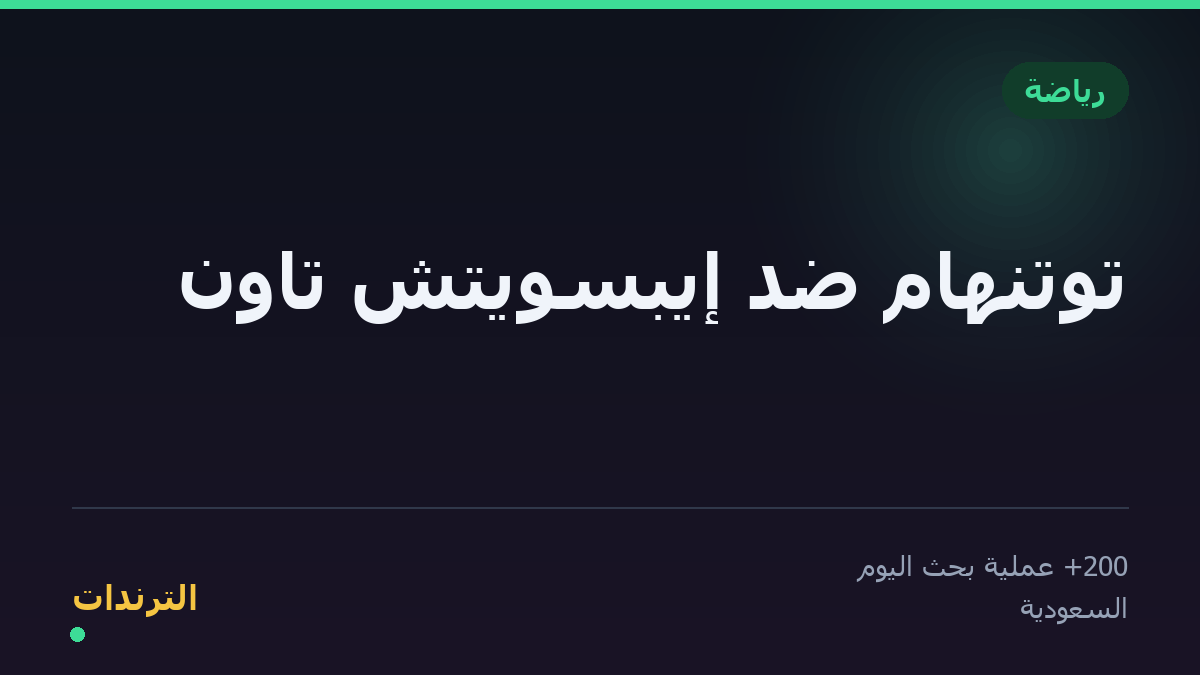 رياضة
توتنهام ضد إيبسويتش تاون
200+ عملية بحث اليوم
السعودية
الترندات